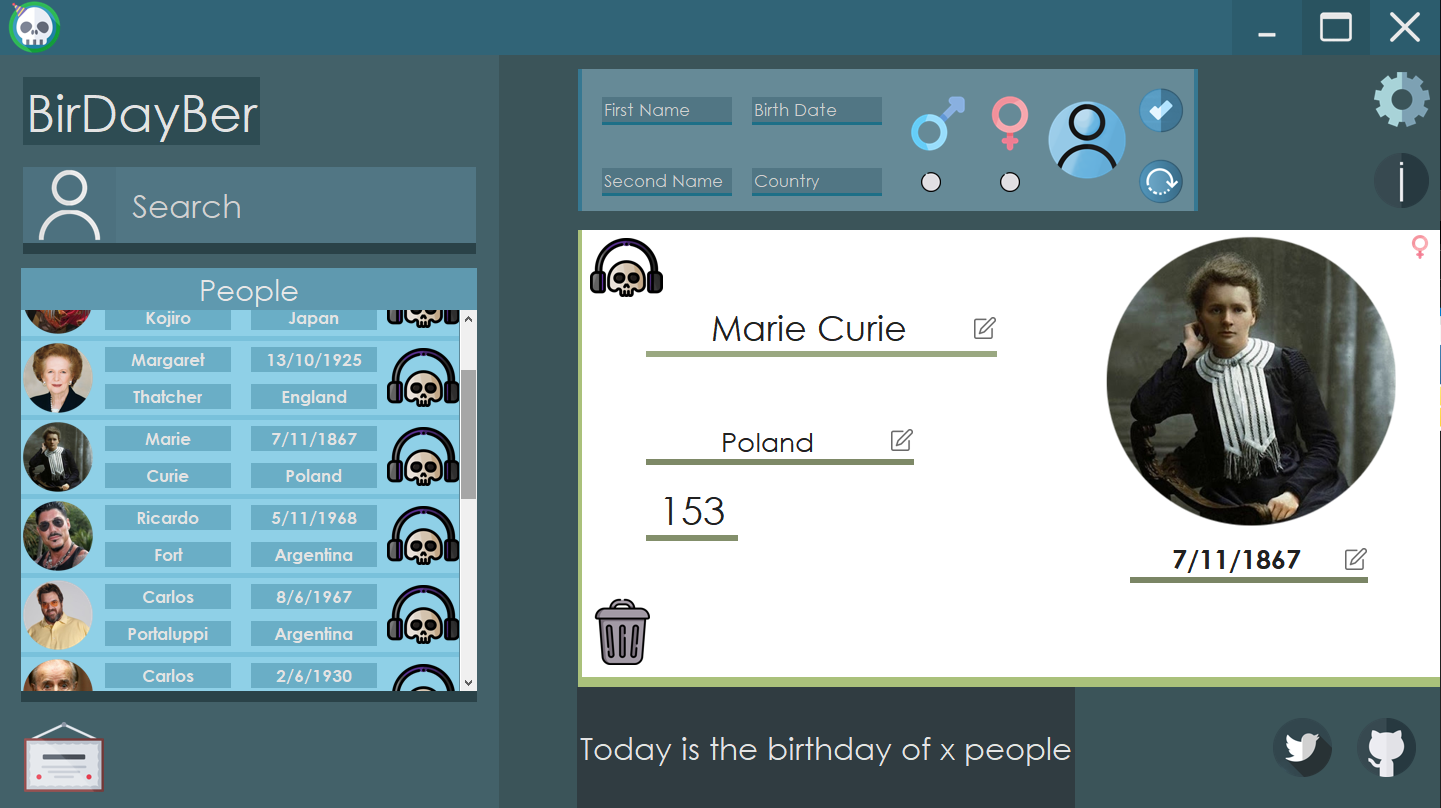 BirDayBer
Search
People
Kojiro Japan
Margaret 13/10/1925
Thatcher England
Marie 7/11/1867
Curie Poland
Ricardo 5/11/1968
Fort Argentina
Carlos 8/6/1967
Portaluppi Argentina
Carlos 2/6/1930
First Name Birth Date
Second Name Country
Marie Curie
Poland
153
7/11/1867
Today is the birthday of x people